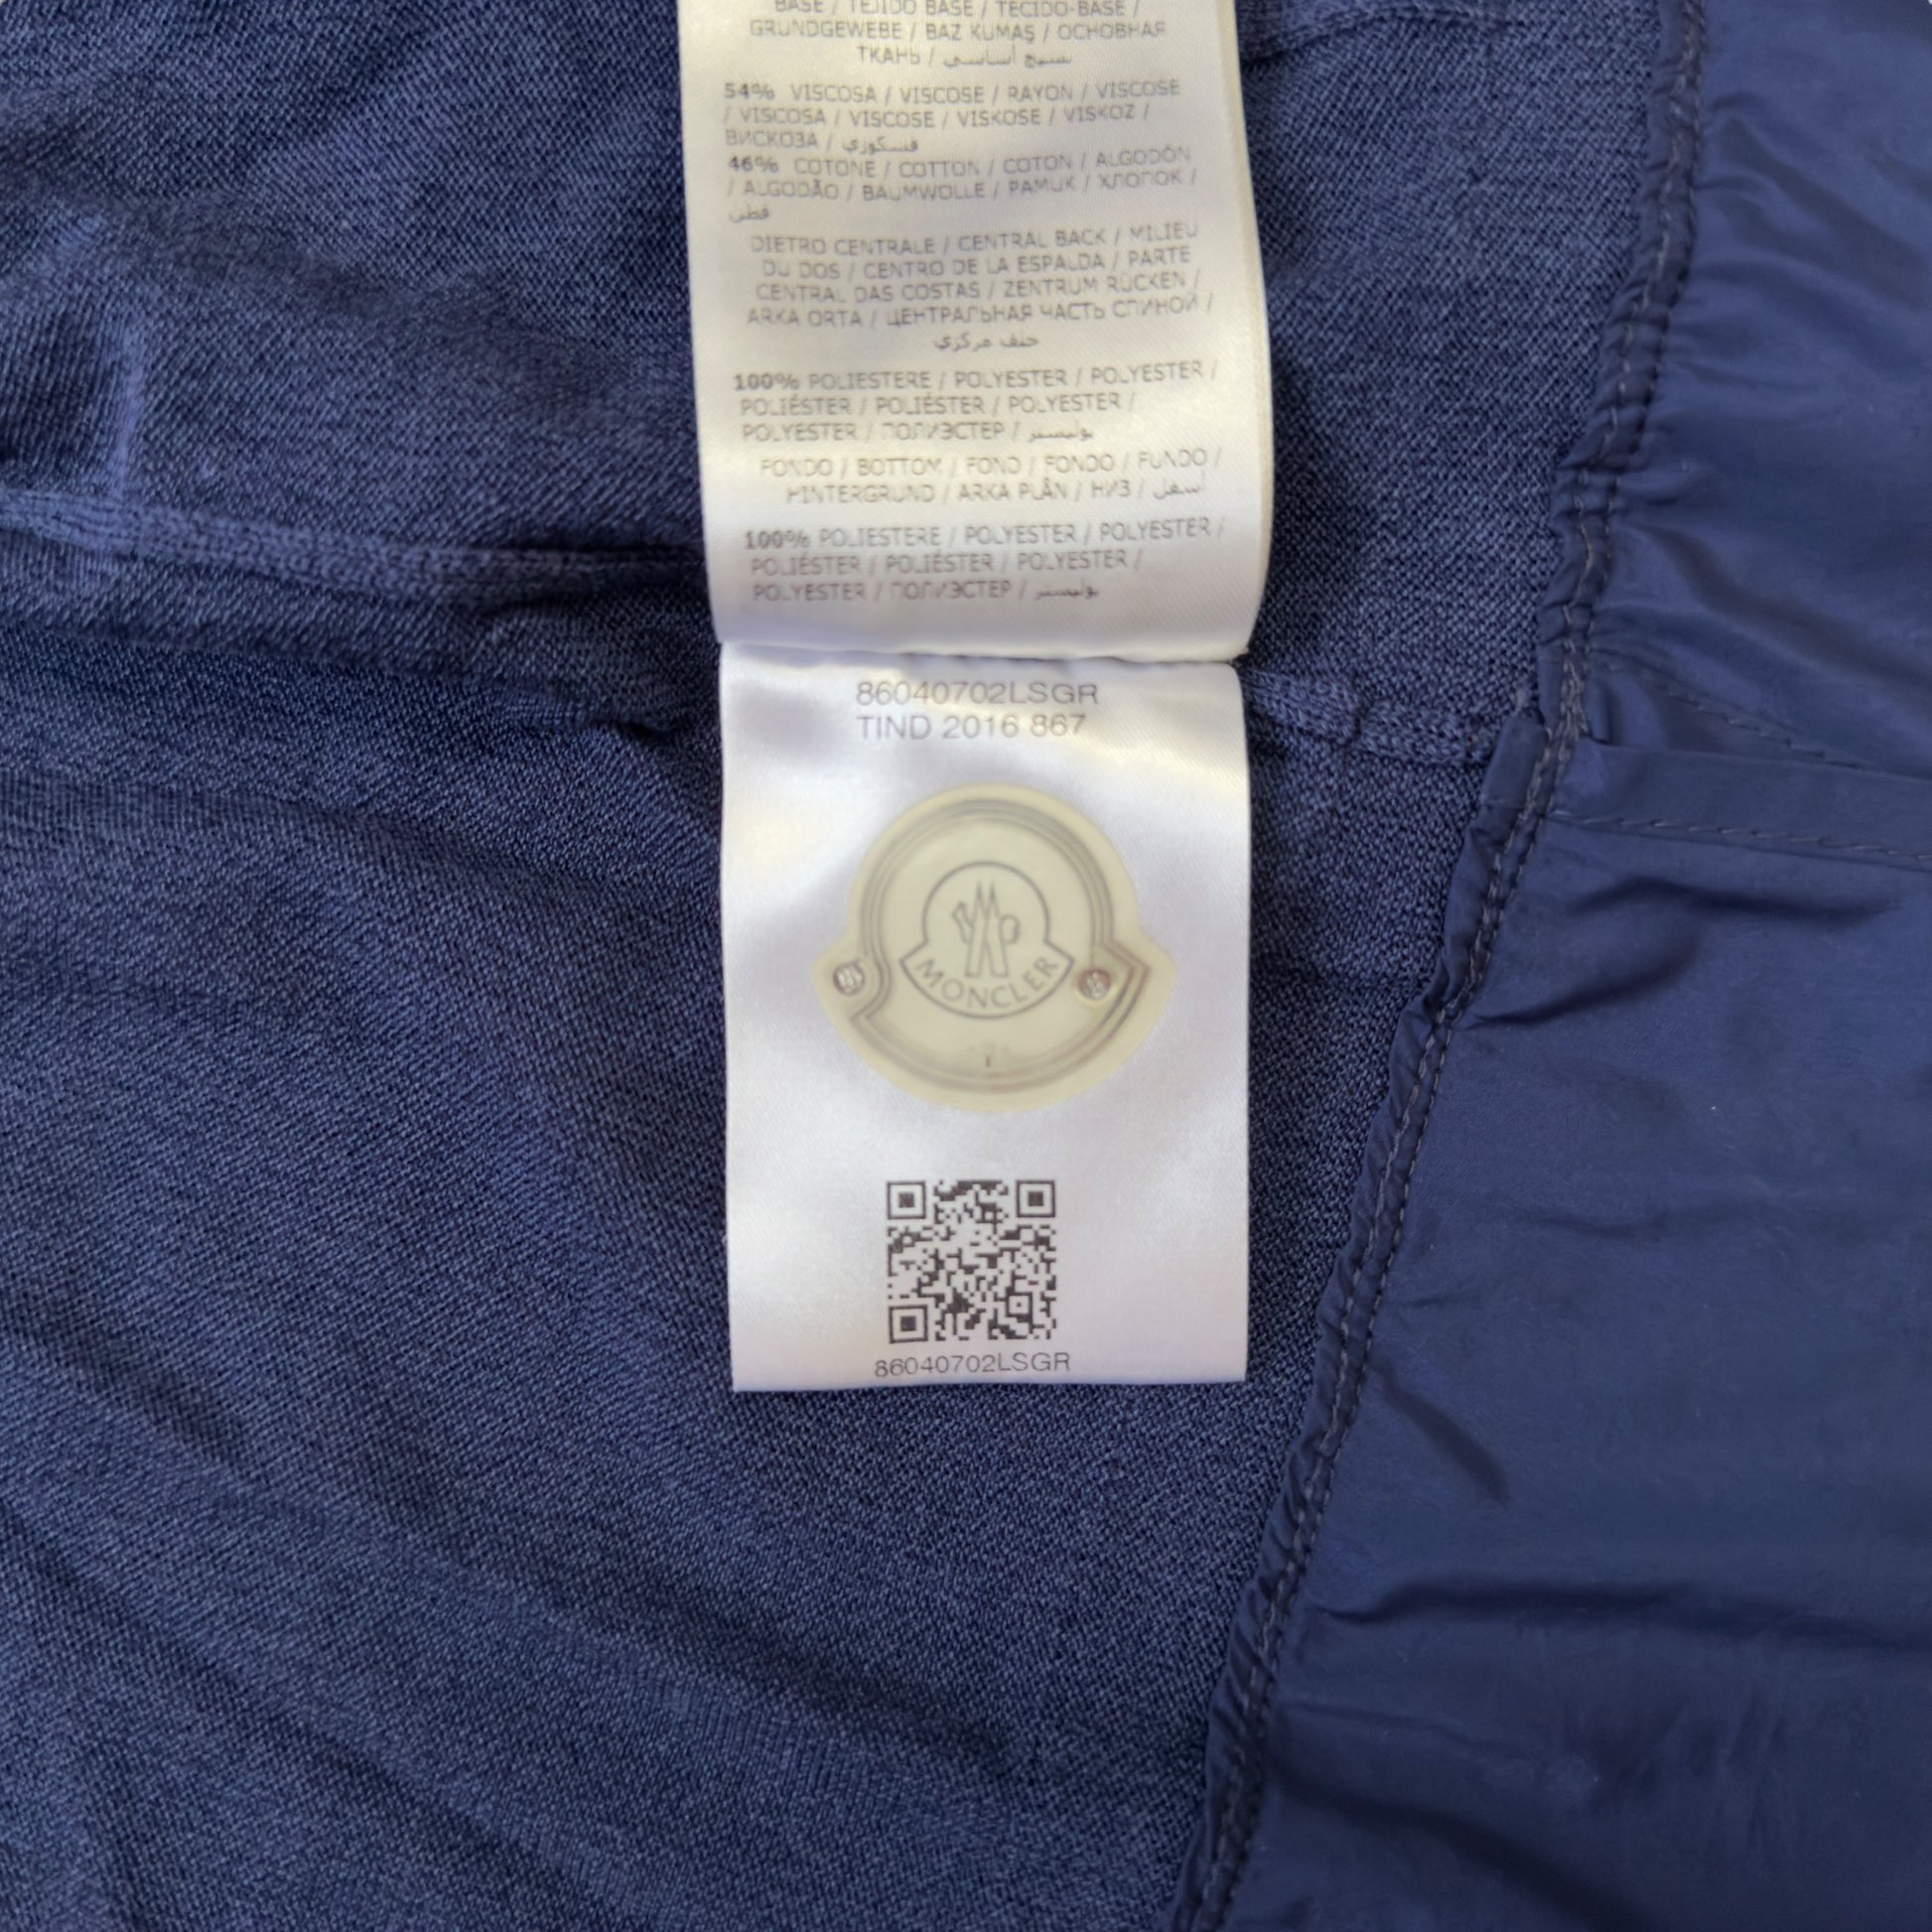 BASE / TEJIDO BASE / TECIDO-BASE /
GRUNDGEWEBE / BAZ KUMAŞ / ОСНОВНАЯ
ТКАНЬ / نسيج أساسي
54% VISCOSA / VISCOSE / RAYON / VISCOSE
/ VISCOSA / VISCOSE / VISKOSE / VISKOZ /
ВИСКОЗА / فسكوزي
46% COTONE / COTTON / COTON / ALGODÓN
/ ALGODÃO / BAUMWOLLE / PAMUK / ХЛОПОК /
قطن
DIETRO CENTRALE / CENTRAL BACK / MILIEU
DU DOS / CENTRO DE LA ESPALDA / PARTE
CENTRAL DAS COSTAS / ZENTRUM RÜCKEN /
ARKA ORTA / ЦЕНТРАЛЬНАЯ ЧАСТЬ СПИНОЙ /
خلف مركزي
100% POLIESTERE / POLYESTER / POLYESTER /
POLIÉSTER / POLIÉSTER / POLYESTER /
POLYESTER / ПОЛИЭСТЕР / بوليستر
FONDO / BOTTOM / FOND / FONDO / FUNDO /
HINTERGRUND / ARKA PLÂN / НИЗ / أسفل
100% POLIESTERE / POLYESTER / POLYESTER /
POLIÉSTER / POLIÉSTER / POLYESTER /
POLYESTER / ПОЛИЭСТЕР / بوليستر
86040702LSGR
TIND 2016 867
MONCLER
86040702LSGR